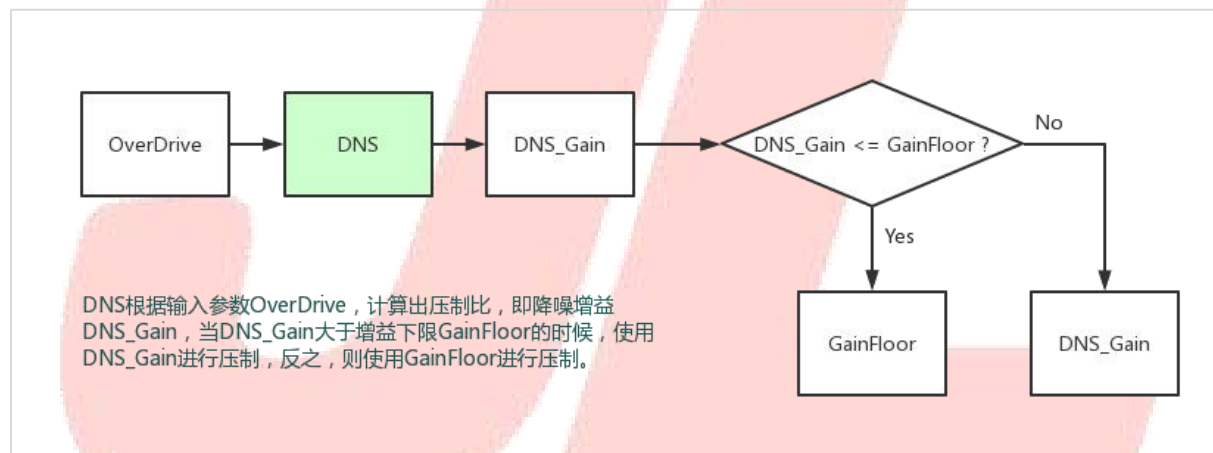 OverDrive
DNS
DNS_Gain
DNS_Gain <= GainFloor ?
No
Yes
GainFloor
DNS_Gain
DNS根据输入参数OverDrive，计算出压制比，即降噪增益
DNS_Gain，当DNS_Gain大于增益下限GainFloor的时候，使用
DNS_Gain进行压制，反之，则使用GainFloor进行压制。